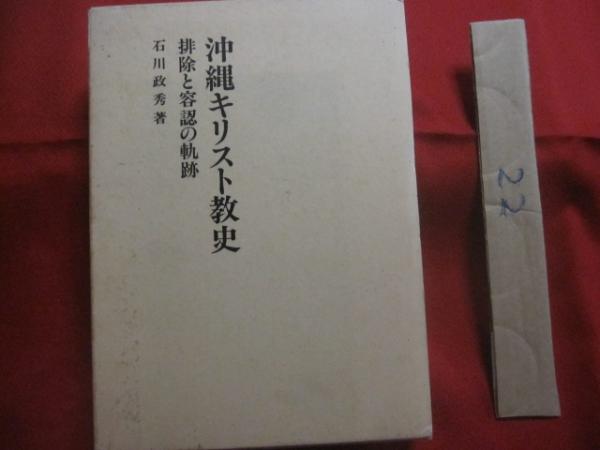 沖縄キリスト教史
排除と容認の軌跡
石川政秀著
22